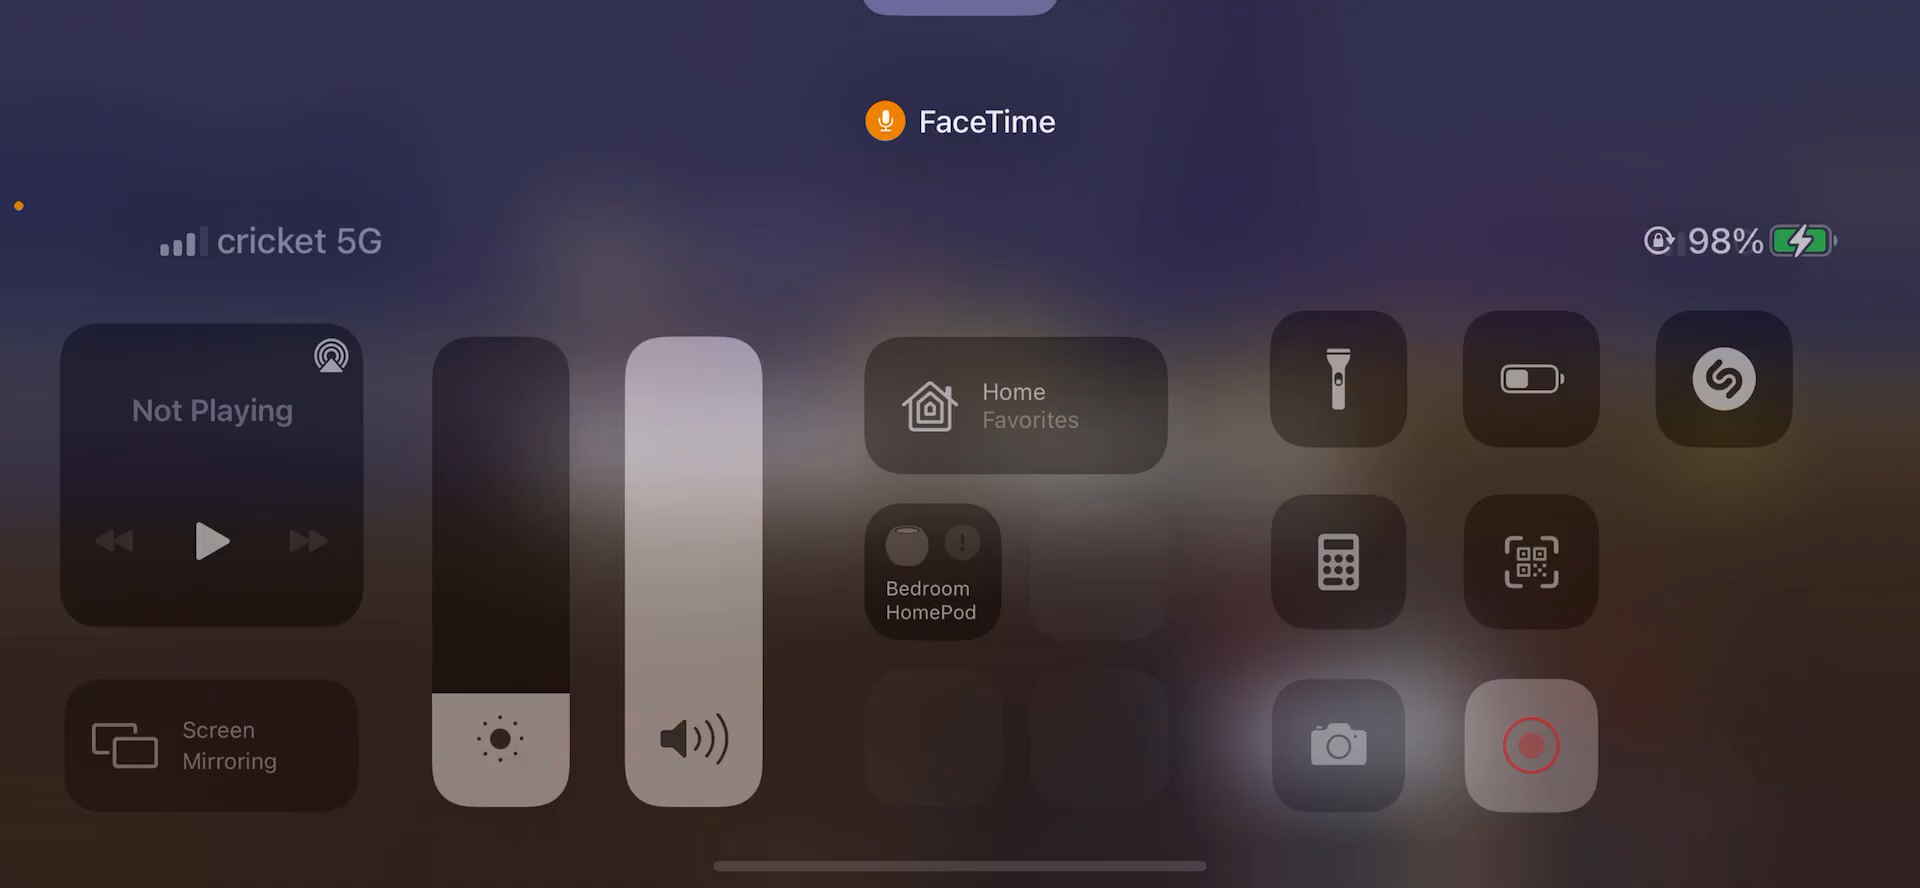 FaceTime
cricket 5G
98%
Not Playing
Home
Favorites
Bedroom
HomePod
Screen
Mirroring